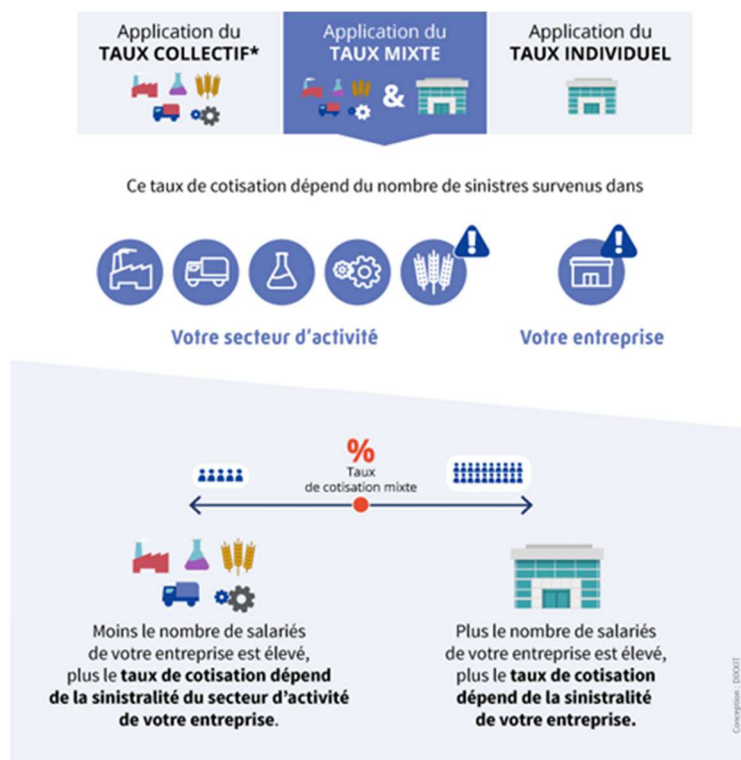 Application du
TAUX COLLECTIF*
Application du
TAUX MIXTE
&
Application du
TAUX INDIVIDUEL
Ce taux de cotisation dépend du nombre de sinistres survenus dans
Votre secteur d'activité
Votre entreprise
%
Taux
de cotisation mixte
Moins le nombre de salariés
de votre entreprise est élevé,
plus le taux de cotisation dépend
de la sinistralité du secteur d'activité
de votre entreprise.
Plus le nombre de salariés
de votre entreprise est élevé,
plus le taux de cotisation
dépend de la sinistralité
de votre entreprise.
Conception :